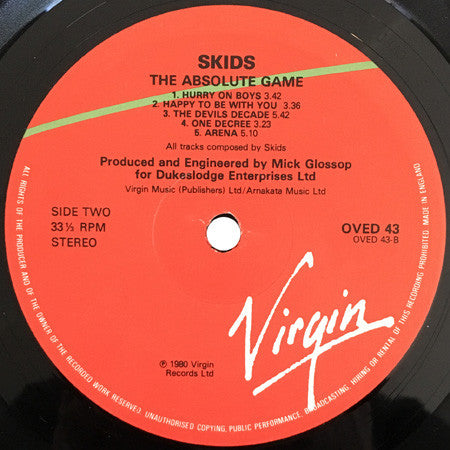 SKIDS
THE ABSOLUTE GAME
1. HURRY ON BOYS 3.42
2. HAPPY TO BE WITH YOU 3.36
3. THE DEVILS DECADE 5.42
4. ONE DECREE 3.23
5. ARENA 5.10
All tracks composed by Skids
Produced and Engineered by Mick Glossop
for Dukeslodge Enterprises Ltd
Virgin Music (Publishers) Ltd/Arnakata Music Ltd
SIDE TWO
33⅓ RPM
STEREO
OVED 43
OVED 43-B
Virgin
℗ 1980 Virgin
Records Ltd
ALL RIGHTS OF THE PRODUCER AND OF THE OWNER OF THE RECORDED WORK RESERVED. UNAUTHORISED COPYING, PUBLIC PERFORMANCE, BROADCASTING, HIRING OR RENTAL OF THIS RECORDING PROHIBITED. MADE IN ENGLAND